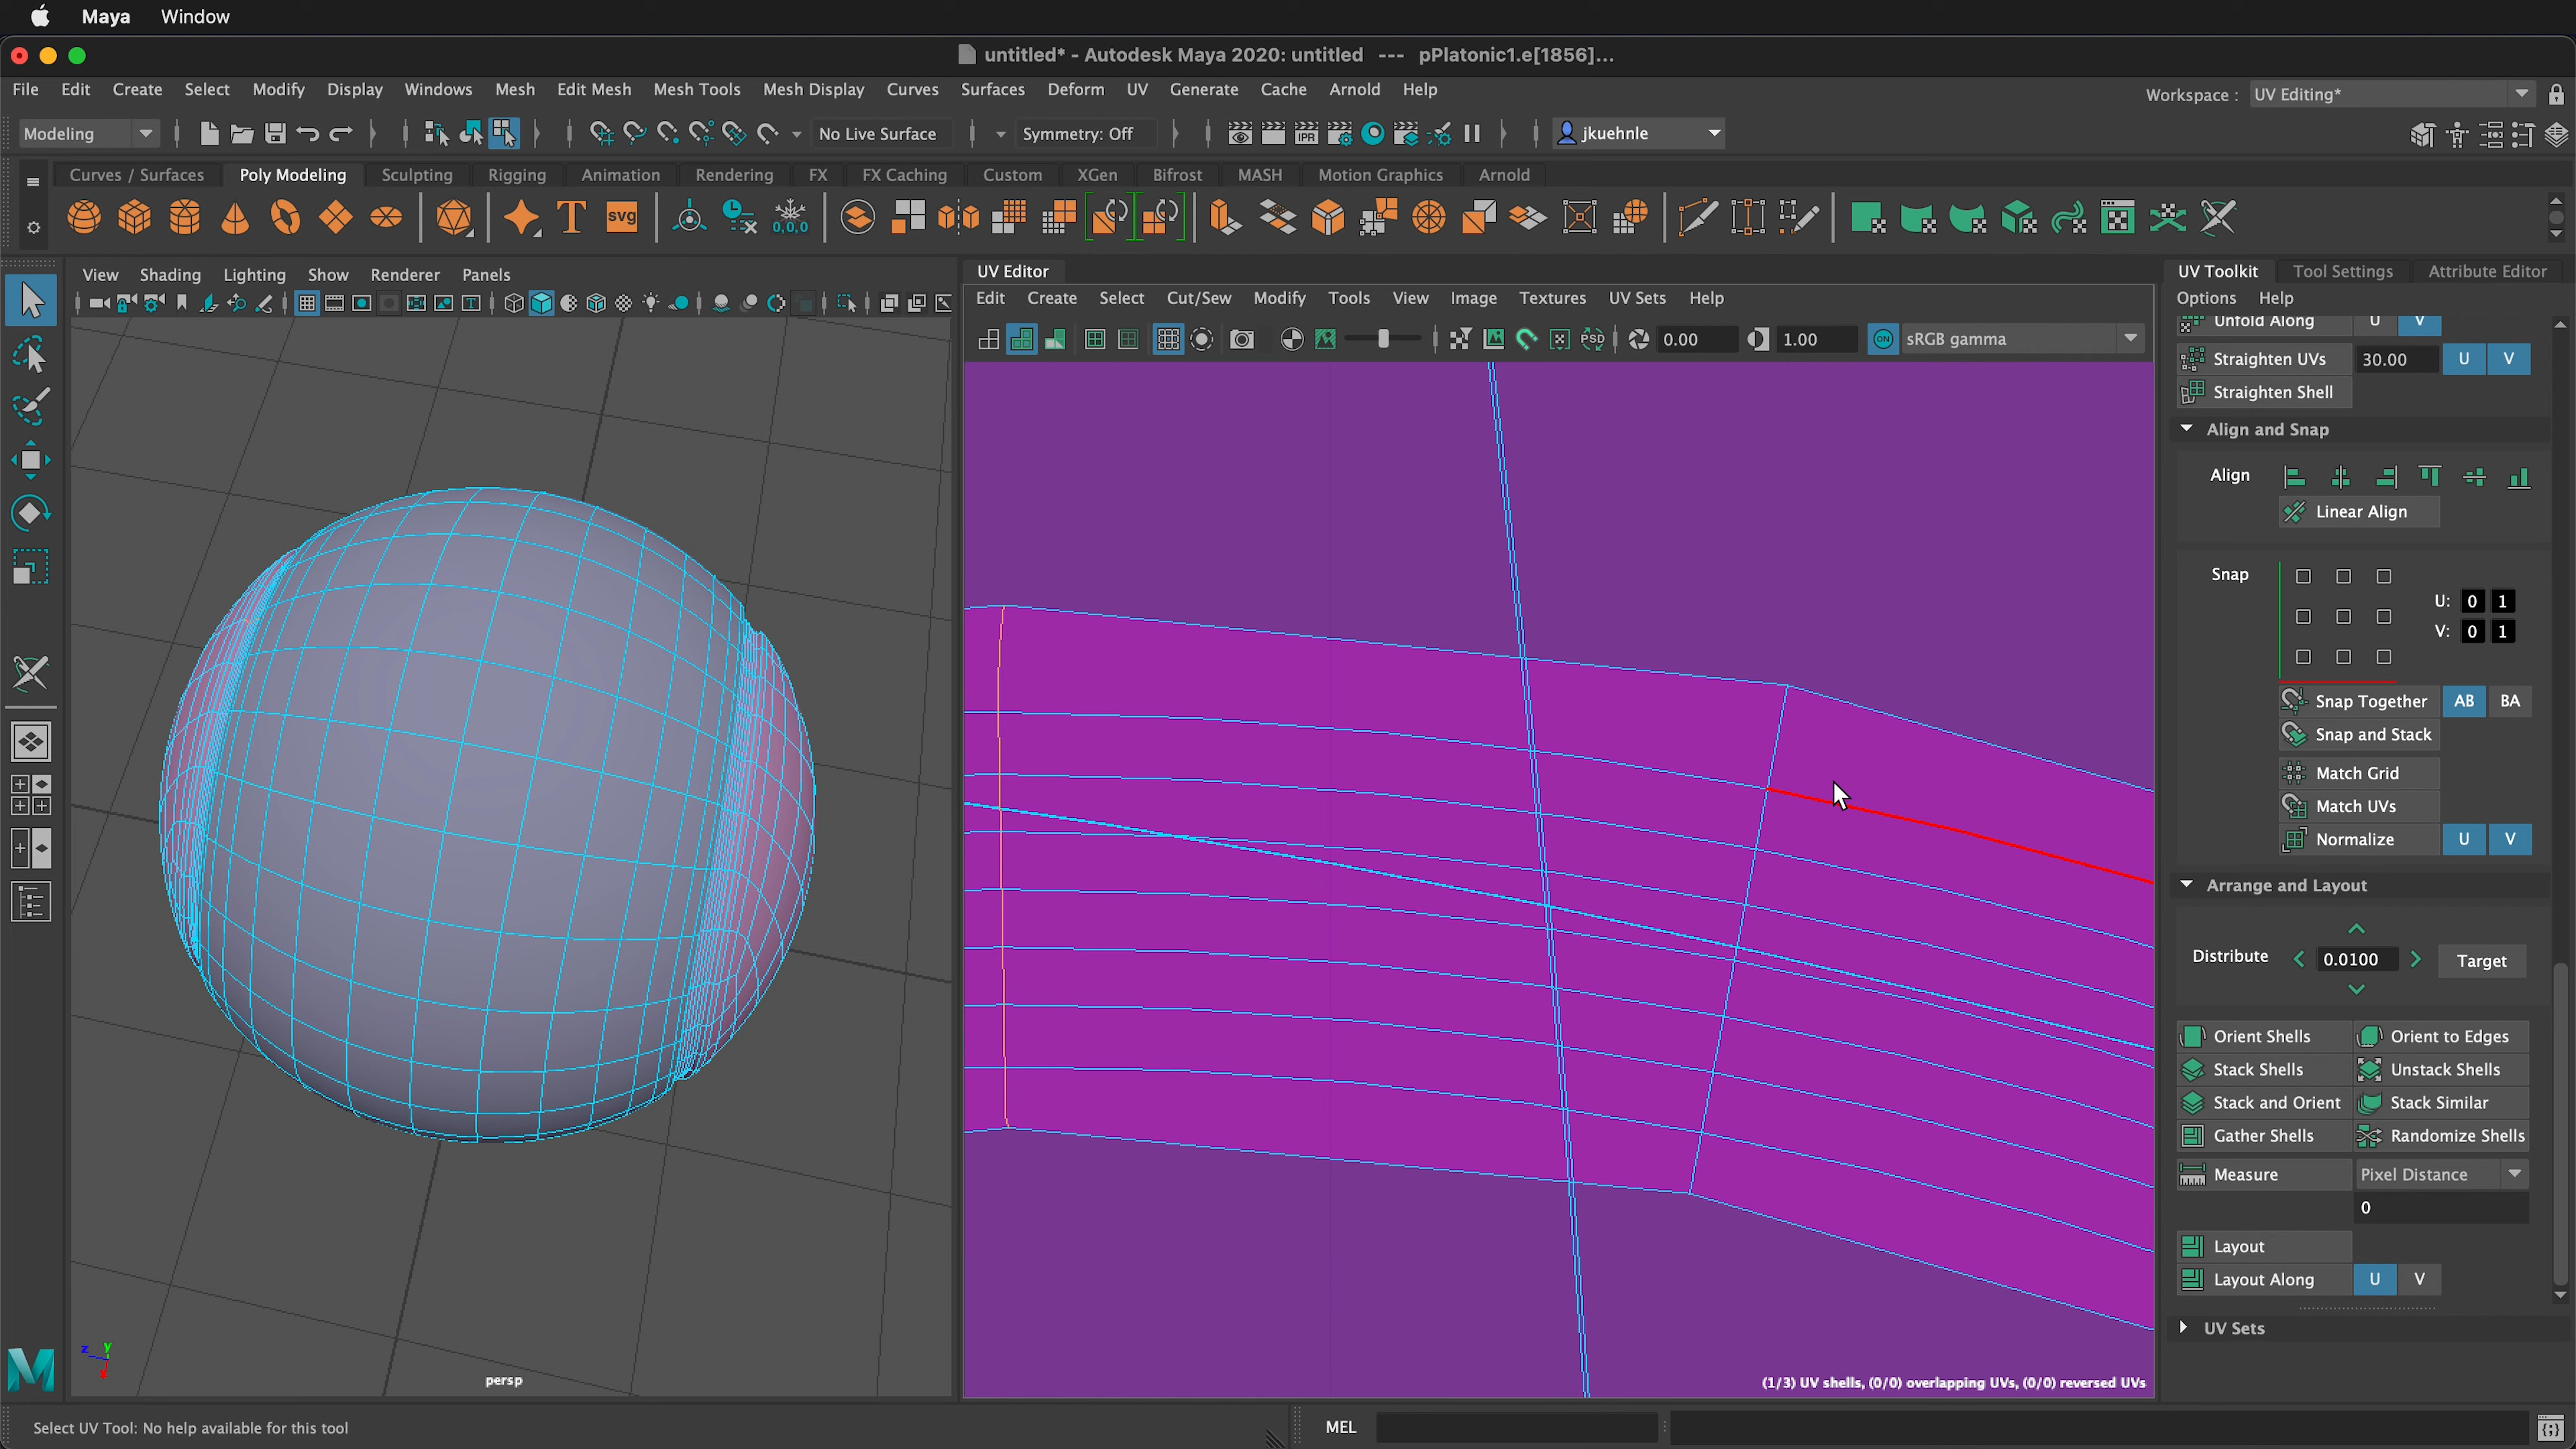 Maya Window
untitled* - Autodesk Maya 2020: untitled --- pPlatonic1.e[1856]...
File Edit Create Select Modify Display Windows Mesh Edit Mesh Mesh Tools Mesh Display Curves Surfaces Deform UV Generate Cache Arnold Help
Workspace : UV Editing*
Modeling No Live Surface Symmetry: Off IPR jkuehnle
Curves / Surfaces Poly Modeling Sculpting Rigging Animation Rendering FX FX Caching Custom XGen Bifrost MASH Motion Graphics Arnold
T svg 0,0,0
View Shading Lighting Show Renderer Panels
UV Editor
Edit Create Select Cut/Sew Modify Tools View Image Textures UV Sets Help
PSD 0.00 1.00 ON sRGB gamma
UV Toolkit Tool Settings Attribute Editor
Options Help
Unfold Along U V
Straighten UVs 30.00 U V
Straighten Shell
Align and Snap
Align
Linear Align
Snap
U: 0 1
V: 0 1
Snap Together AB BA
Snap and Stack
Match Grid
Match UVs
Normalize U V
Arrange and Layout
Distribute 0.0100 Target
Orient Shells Orient to Edges
Stack Shells Unstack Shells
Stack and Orient Stack Similar
Gather Shells Randomize Shells
Measure Pixel Distance
0
Layout
Layout Along U V
UV Sets
z y x
persp
(1/3) UV shells, (0/0) overlapping UVs, (0/0) reversed UVs
M
Select UV Tool: No help available for this tool
MEL